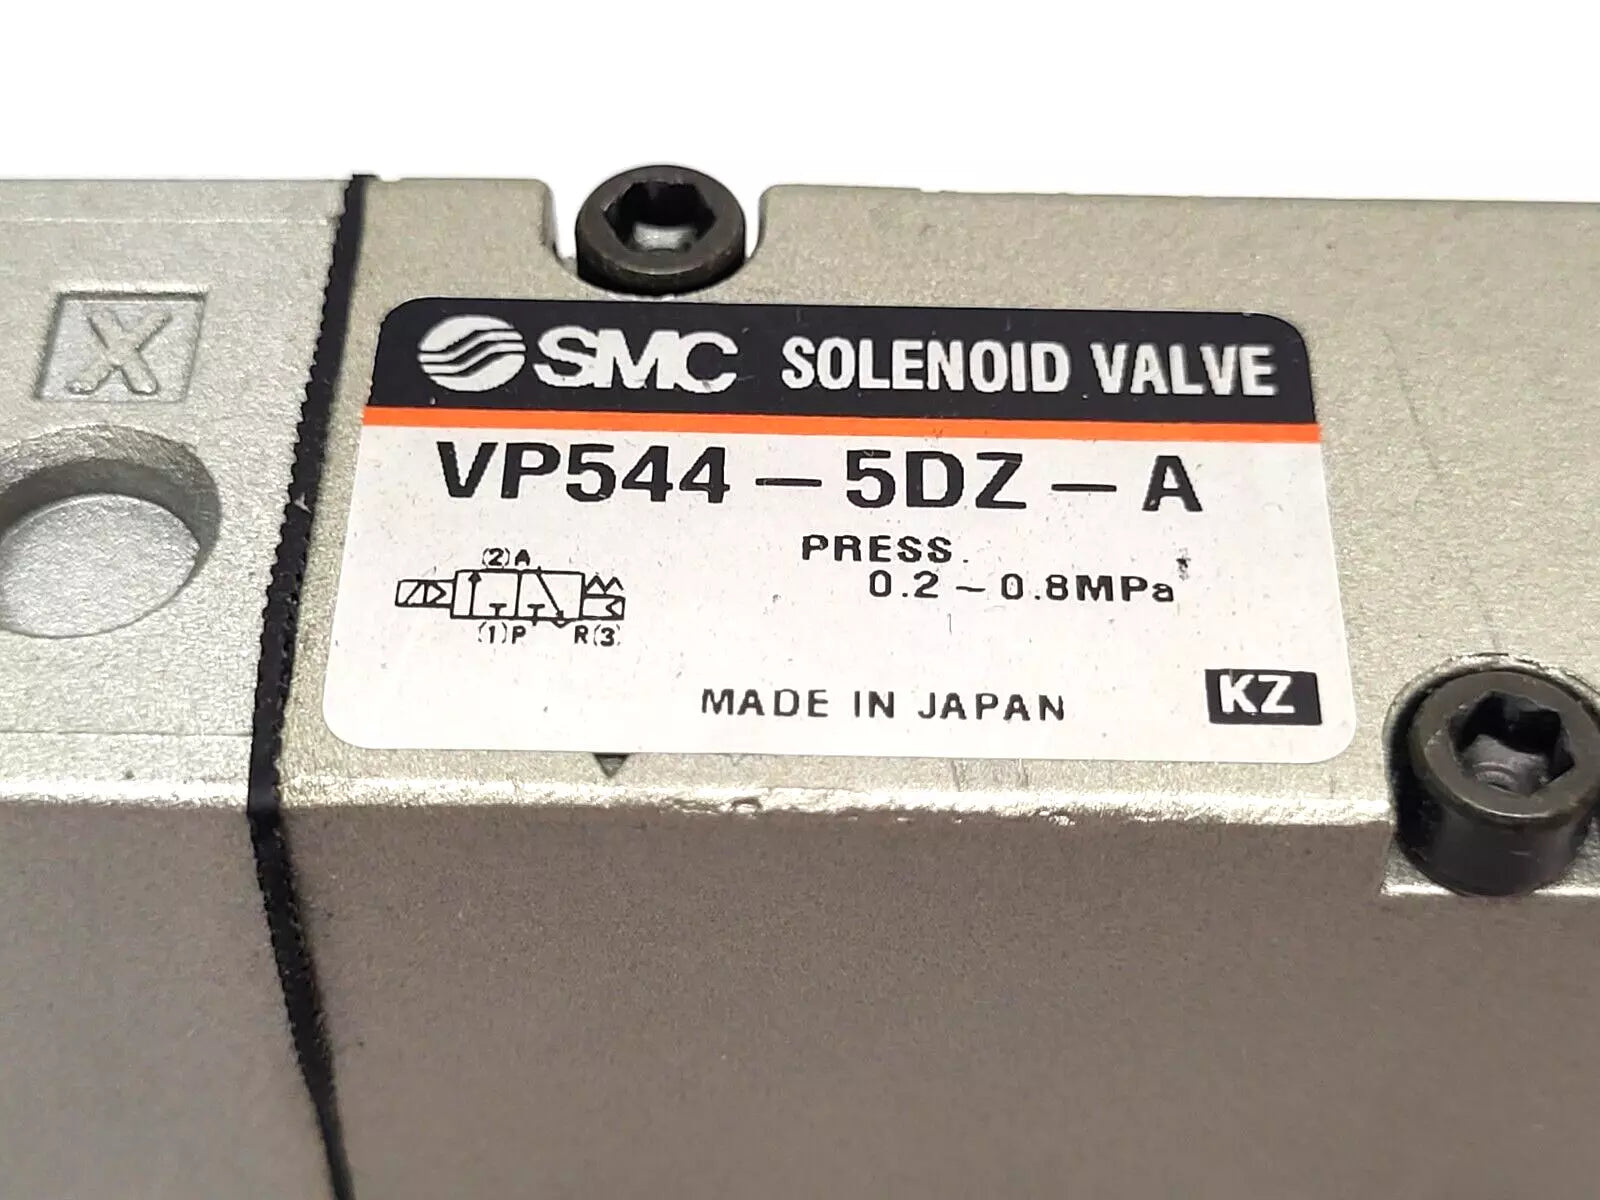 X
SMC SOLENOID VALVE
VP544-5DZ-A
PRESS.
0.2~0.8MPa
(2)A
(1)P R(3)
MADE IN JAPAN KZ